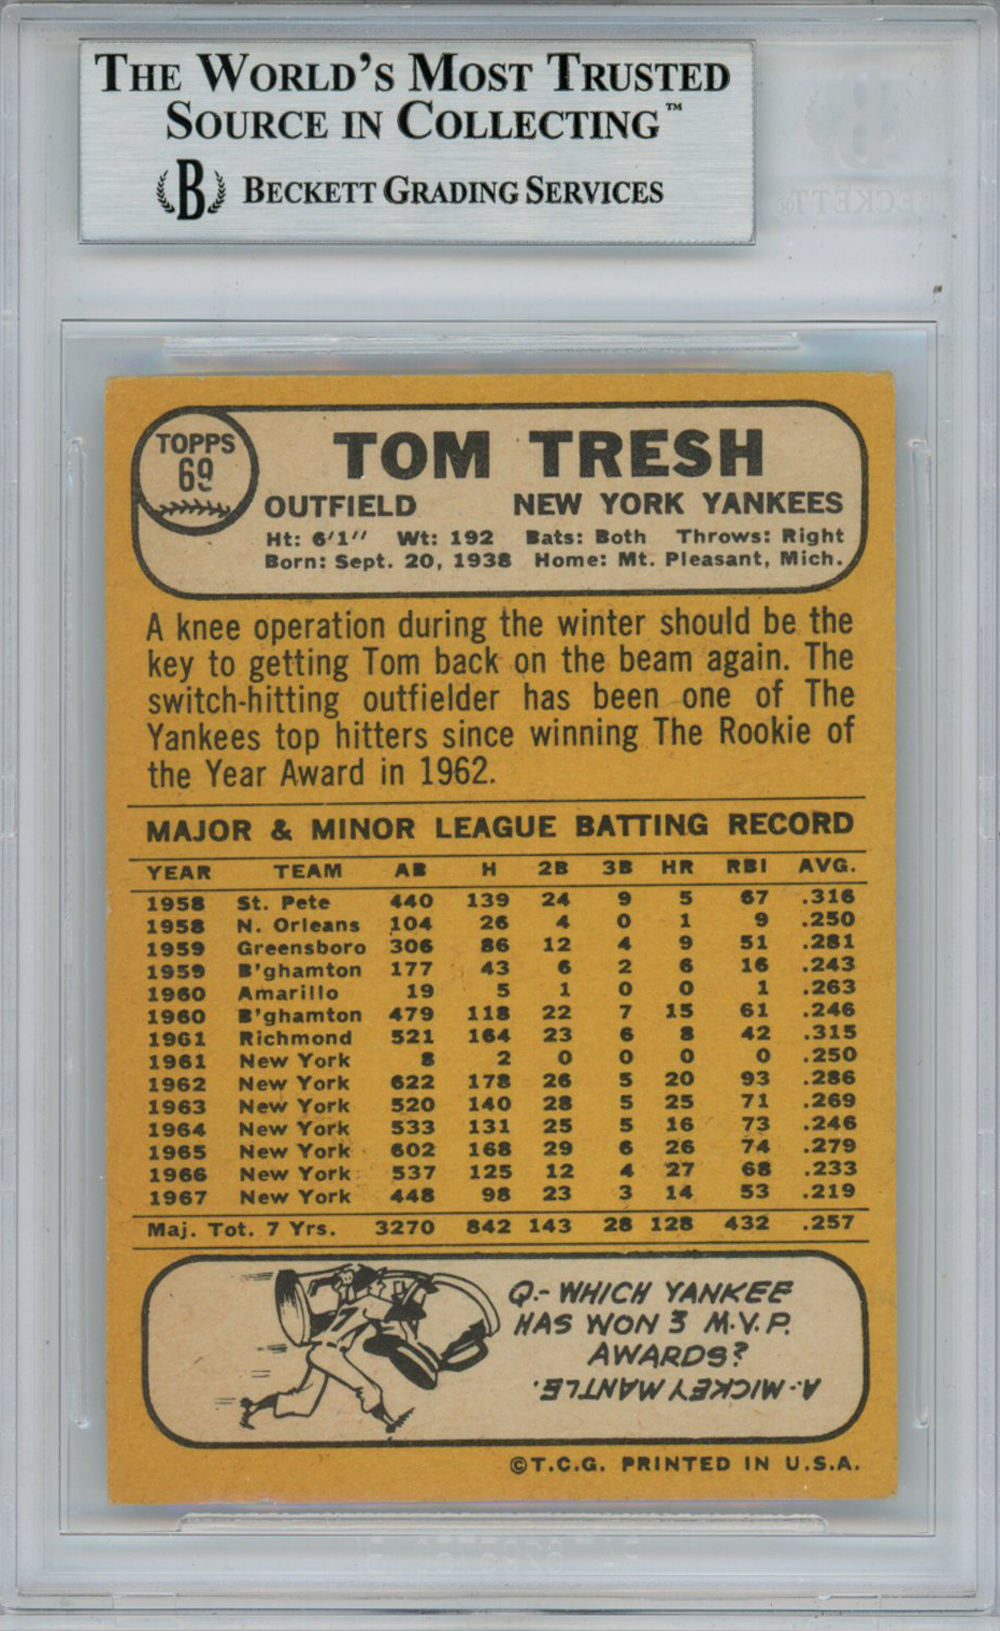 THE WORLD'S MOST TRUSTED
SOURCE IN COLLECTING™
B BECKETT GRADING SERVICES
BECKETT®
TOPPS
69
TOM TRESH
OUTFIELD NEW YORK YANKEES
Ht: 6'1" Wt: 192 Bats: Both Throws: Right
Born: Sept. 20, 1938 Home: Mt. Pleasant, Mich.
A knee operation during the winter should be the
key to getting Tom back on the beam again. The
switch-hitting outfielder has been one of The
Yankees top hitters since winning The Rookie of
the Year Award in 1962.
MAJOR & MINOR LEAGUE BATTING RECORD
YEAR TEAM AB H 2B 3B HR RBI AVG.
1958 St. Pete 440 139 24 9 5 67 .316
1958 N. Orleans 104 26 4 0 1 9 .250
1959 Greensboro 306 86 12 4 9 51 .281
1959 B'ghamton 177 43 6 2 6 16 .243
1960 Amarillo 19 5 1 0 0 1 .263
1960 B'ghamton 479 118 22 7 15 61 .246
1961 Richmond 521 164 23 6 8 42 .315
1961 New York 8 2 0 0 0 0 .250
1962 New York 622 178 26 5 20 93 .286
1963 New York 520 140 28 5 25 71 .269
1964 New York 533 131 25 5 16 73 .246
1965 New York 602 168 29 6 26 74 .279
1966 New York 537 125 12 4 27 68 .233
1967 New York 448 98 23 3 14 53 .219
Maj. Tot. 7 Yrs. 3270 842 143 28 128 432 .257
7
Q.- WHICH YANKEE
HAS WON 3 M.V.P.
AWARDS?
A.- MICKEY MANTLE.
©T.C.G. PRINTED IN U.S.A.